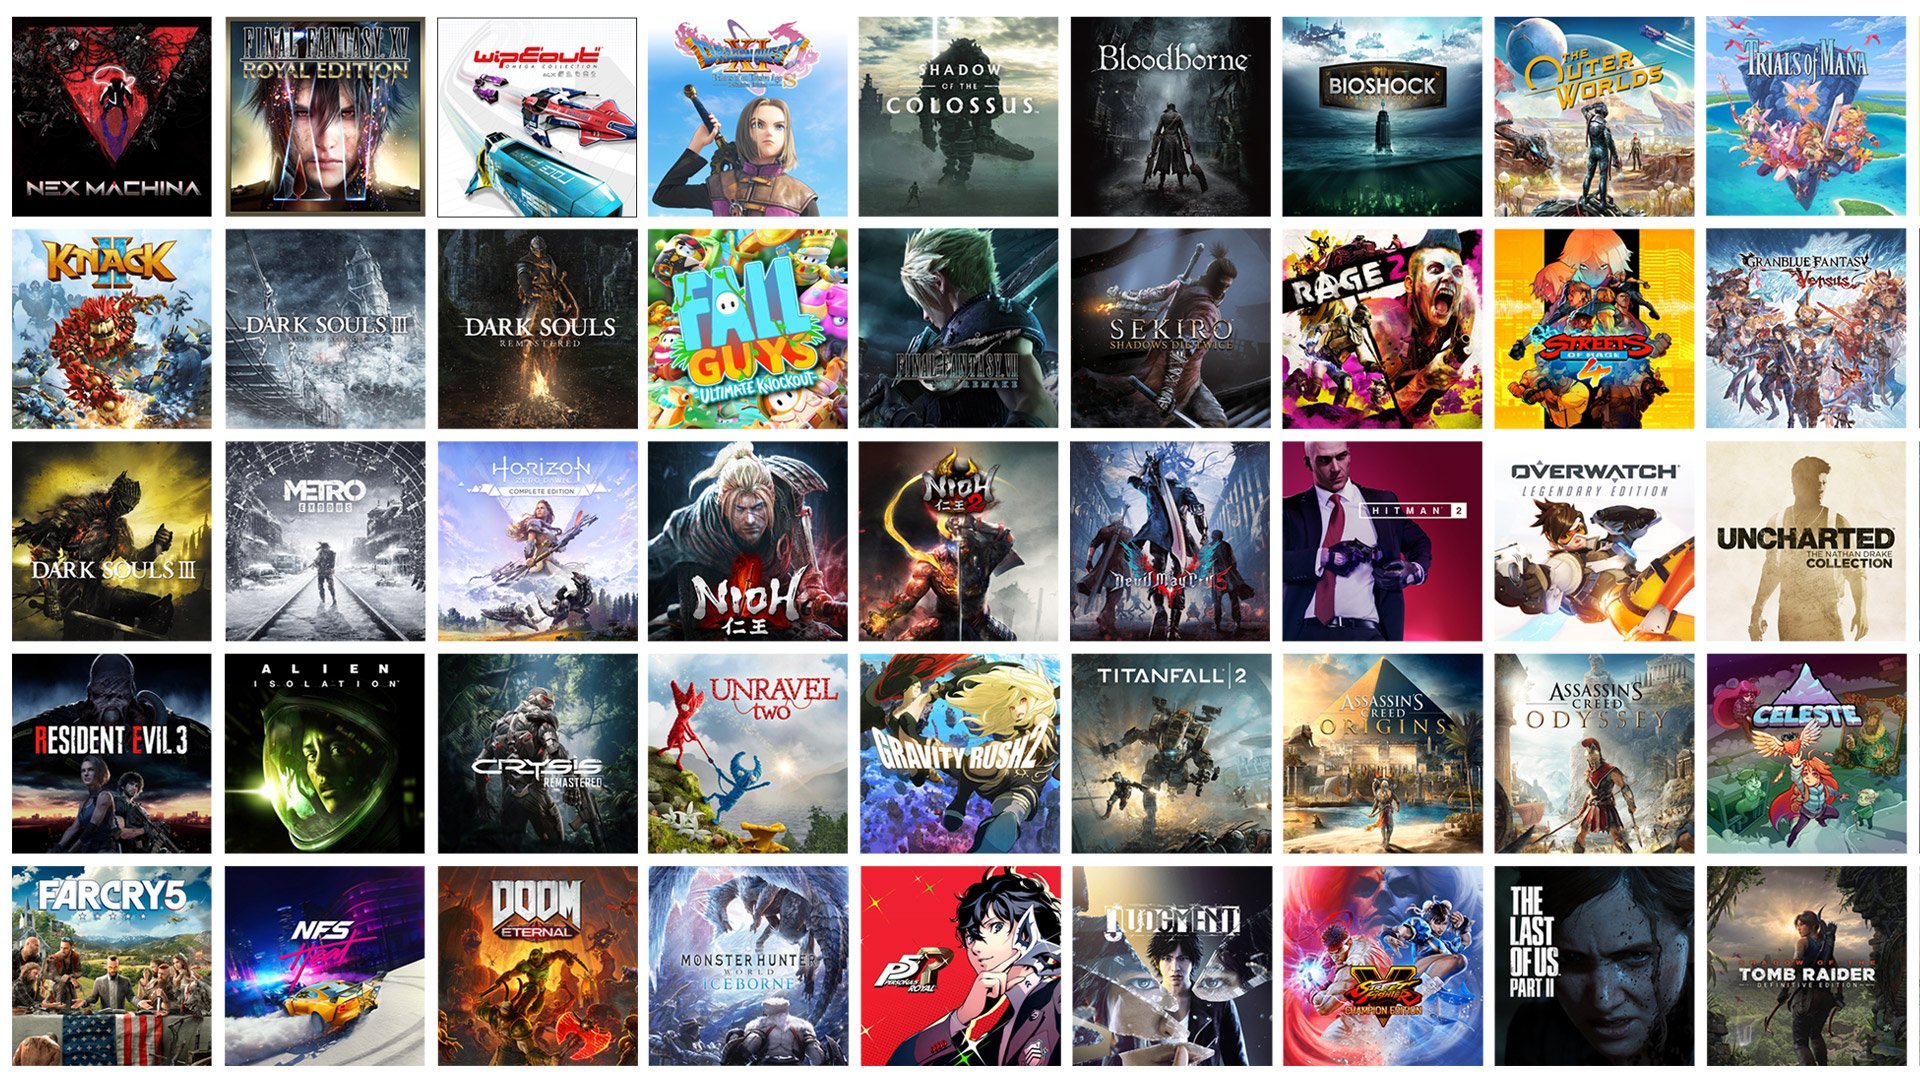 NEX MACHINA
FINAL FANTASY XV
ROYAL EDITION
wipEout
OMEGA COLLECTION
DRAGON QUEST
XI S
SHADOW
OF THE
COLOSSUS
Bloodborne
BIOSHOCK
THE COLLECTION
THE
OUTER
WORLDS
TRIALS of MANA
KNACK
II
DARK SOULS III
DARK SOULS
REMASTERED
FALL
GUYS
ULTIMATE KNOCKOUT
FINAL FANTASY VII
REMAKE
SEKIRO
SHADOWS DIE TWICE
RAGE 2
STREETS
OF RAGE
4
GRANBLUE FANTASY
Versus
DARK SOULS III
METRO
EXODUS
HORIZON
ZERO DAWN
COMPLETE EDITION
NIOH
仁王
NIOH
仁王2
Devil May Cry 5
HITMAN 2
OVERWATCH
LEGENDARY EDITION
UNCHARTED
THE NATHAN DRAKE
COLLECTION
RESIDENT EVIL 3
ALIEN
ISOLATION
CRYSIS
REMASTERED
UNRAVEL
TWO
GRAVITY RUSH 2
TITANFALL 2
ASSASSIN'S
CREED
ORIGINS
ASSASSIN'S
CREED
ODYSSEY
CELESTE
FARCRY 5
NFS
Heat
DOOM
ETERNAL
MONSTER HUNTER
WORLD
ICEBORNE
P5R
PERSONA5
ROYAL
JUDGMENT
V
STREET FIGHTER
CHAMPION EDITION
THE
LAST
OF US
PART II
SHADOW OF THE
TOMB RAIDER
DEFINITIVE EDITION